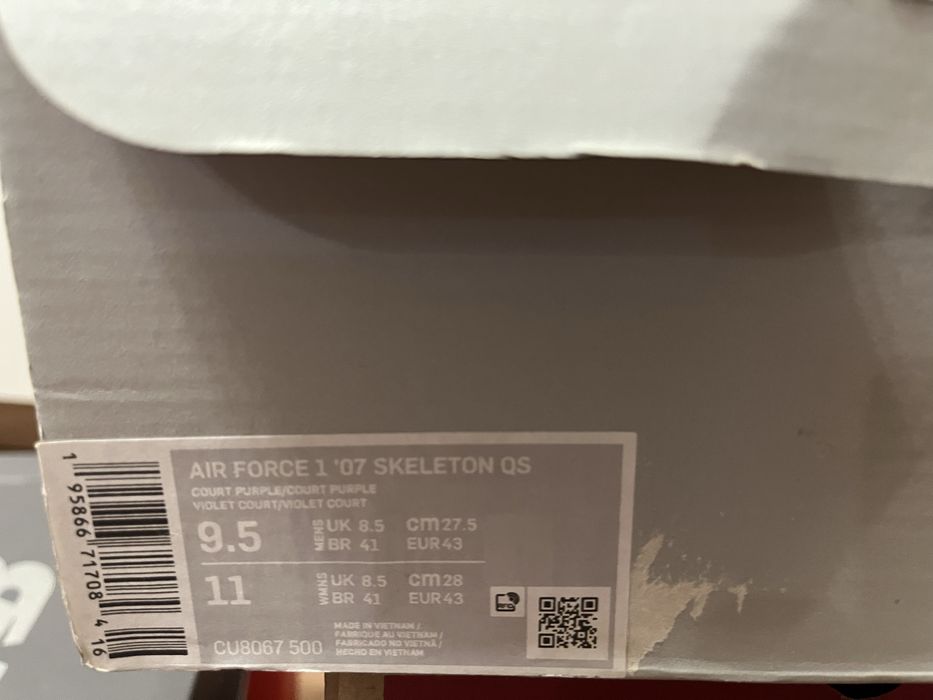 AIR FORCE 1 '07 SKELETON QS
COURT PURPLE/COURT PURPLE
VIOLET COURT/VIOLET COURT
9.5 MENS UK 8.5 cm 27.5
BR 41 EUR 43
11 WMNS UK 8.5 cm 28
BR 41 EUR 43
CU8067 500
MADE IN VIETNAM /
FABRIQUE AU VIETNAM /
FABRICADO NO VIETNÃ /
HECHO EN VIETNAM
1 95866 71708 4 16